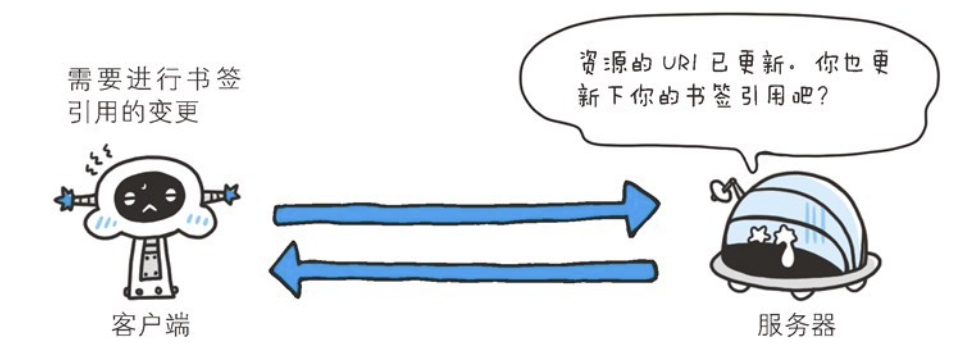 需要进行书签
引用的变更
资源的 URI 已更新. 你也更
新下你的书签引用吧?
客户端
服务器